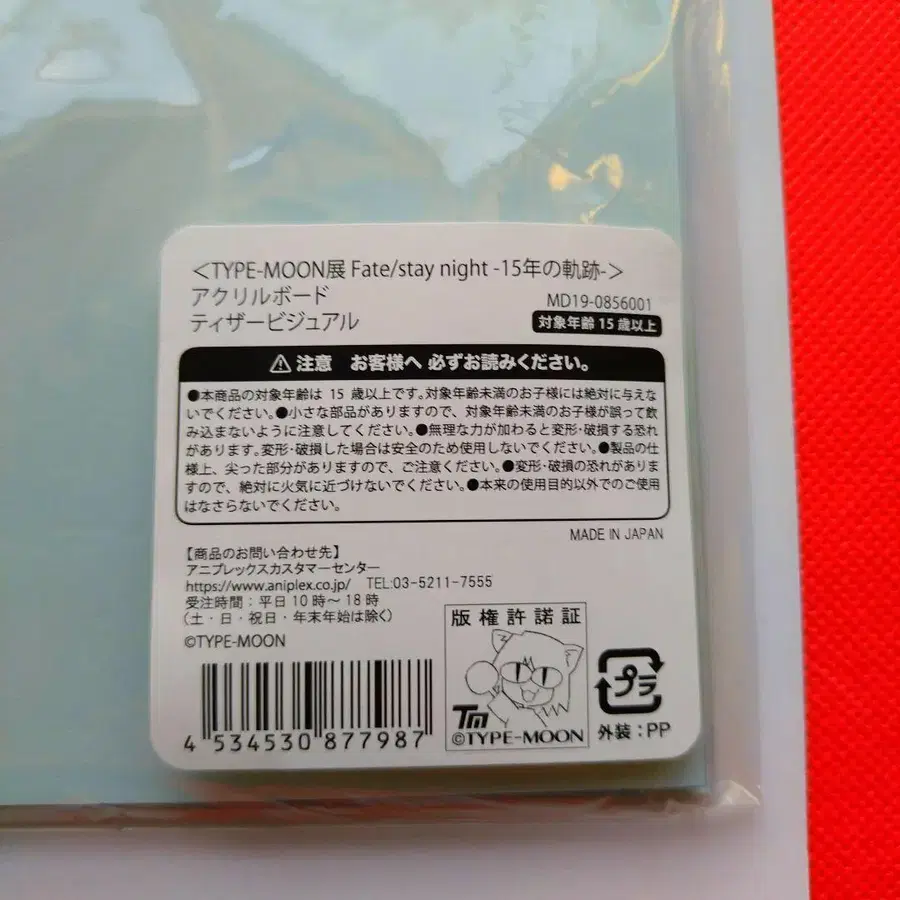 ＜TYPE-MOON展 Fate/stay night -15年の軌跡-＞
アクリルボード
ティザービジュアル
MD19-0856001
対象年齢 15 歳以上
⚠注意 お客様へ 必ずお読みください。
●本商品の対象年齢は 15 歳以上です。対象年齢未満のお子様には絶対に与えな
いでください。●小さな部品がありますので、対象年齢未満のお子様が誤って飲
み込まないように注意してください。●無理な力が加わると変形・破損する恐れ
があります。変形・破損した場合は安全のため使用しないでください。●製品の仕
様上、尖った部分がありますので、ご注意ください。●変形・破損の恐れがありま
すので、絶対に火気に近づけないでください。●本来の使用目的以外でのご使用
はなさらないでください。
MADE IN JAPAN
【商品のお問い合わせ先】
アニプレックスカスタマーセンター
https://www.aniplex.co.jp/ TEL:03-5211-7555
受注時間：平日10時～18時
（土・日・祝日・年末年始は除く）
©TYPE-MOON
4 534530 877987
版権許諾証
TM
©TYPE-MOON
プラ
外装：PP